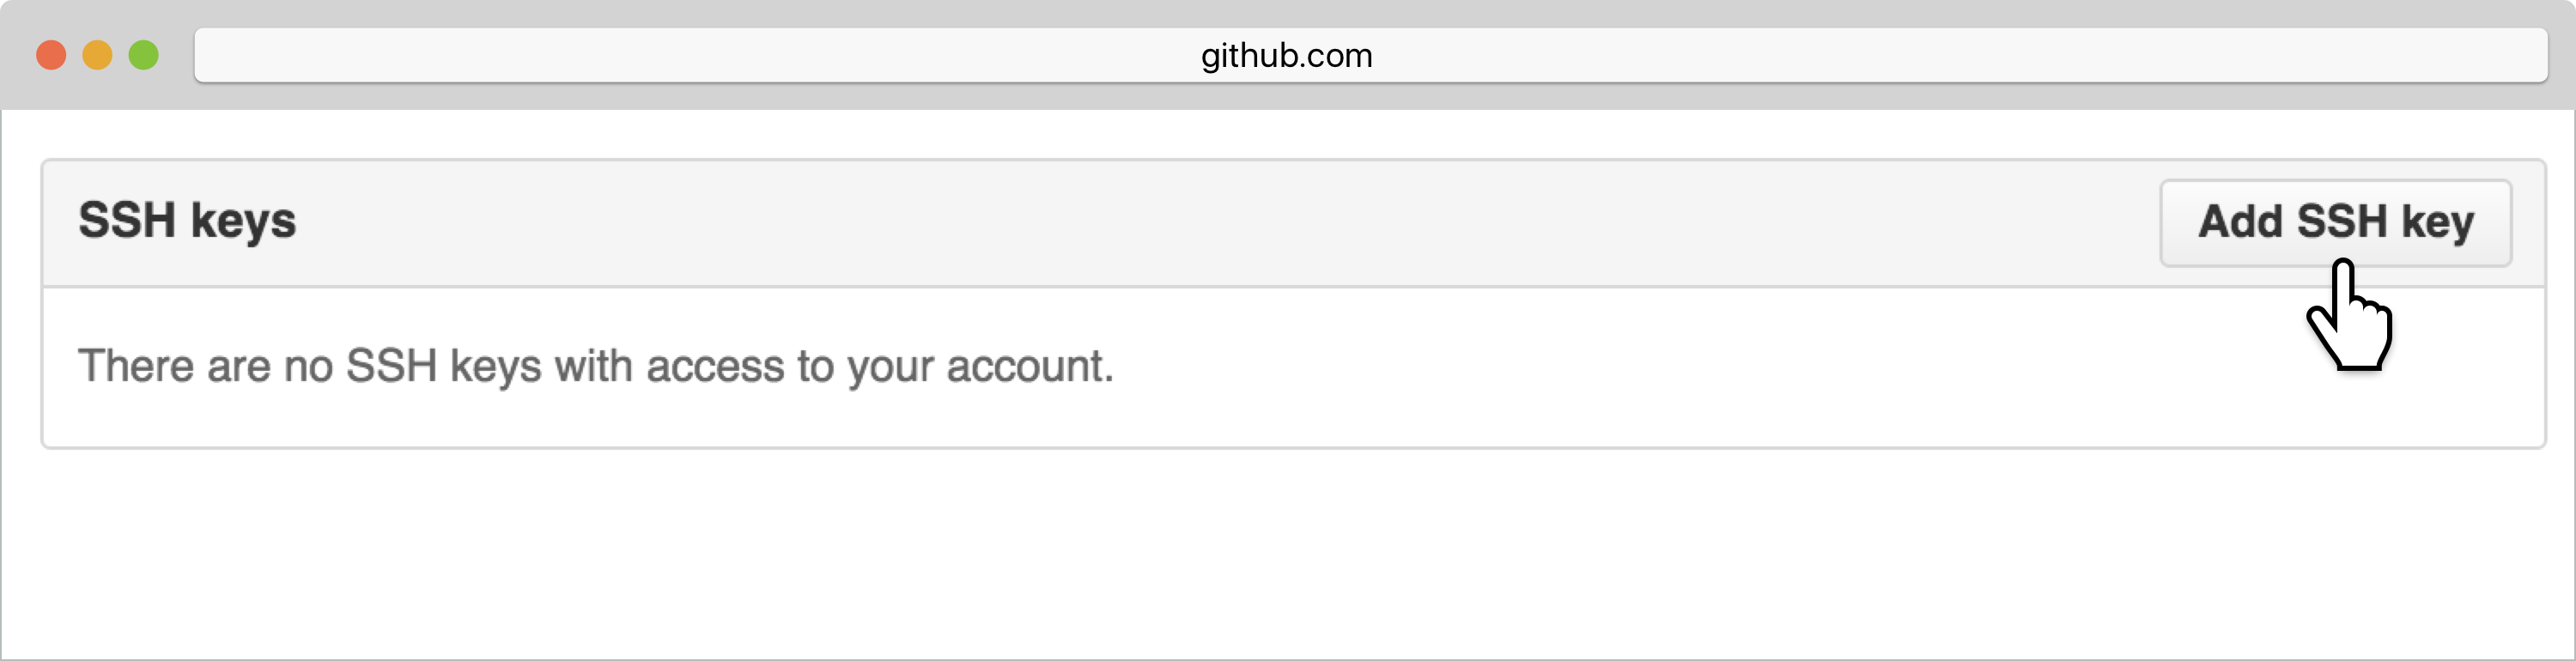 github.com
SSH keys
Add SSH key
There are no SSH keys with access to your account.